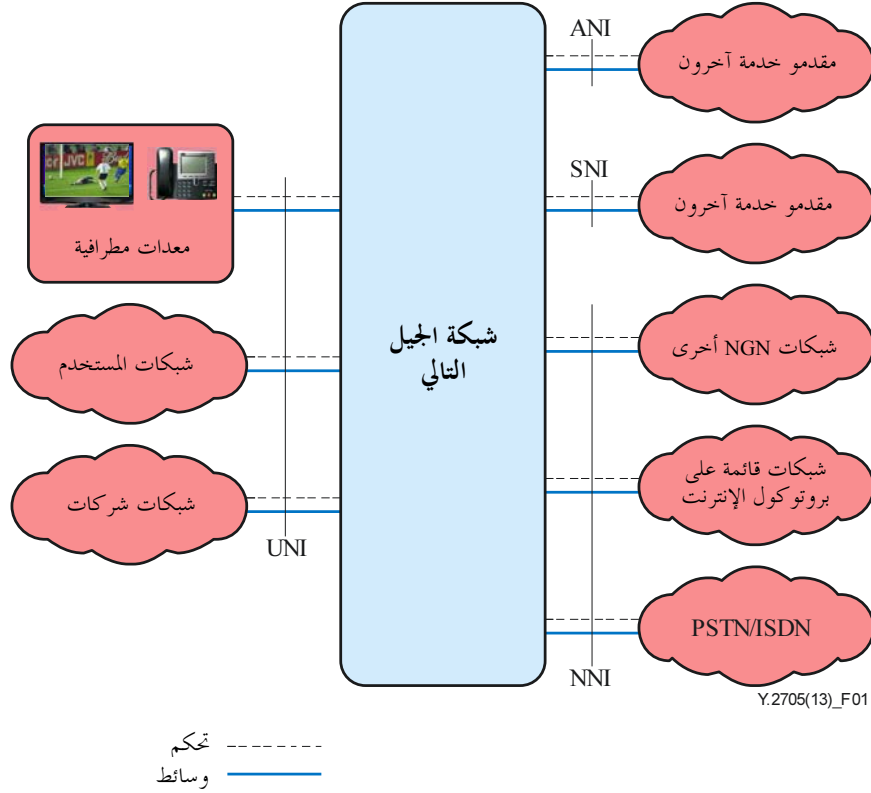 ANI
مقدمو خدمة آخرون
SNI
مقدمو خدمة آخرون
JVC
معدات مطرافية
شبكة الجيل
التالي
شبكات NGN أخرى
شبكات المستخدم
شبكات قائمة على
بروتوكول الإنترنت
شبكات شركات
UNI
PSTN/ISDN
NNI
Y.2705(13)_F01
تحكم
وسائط